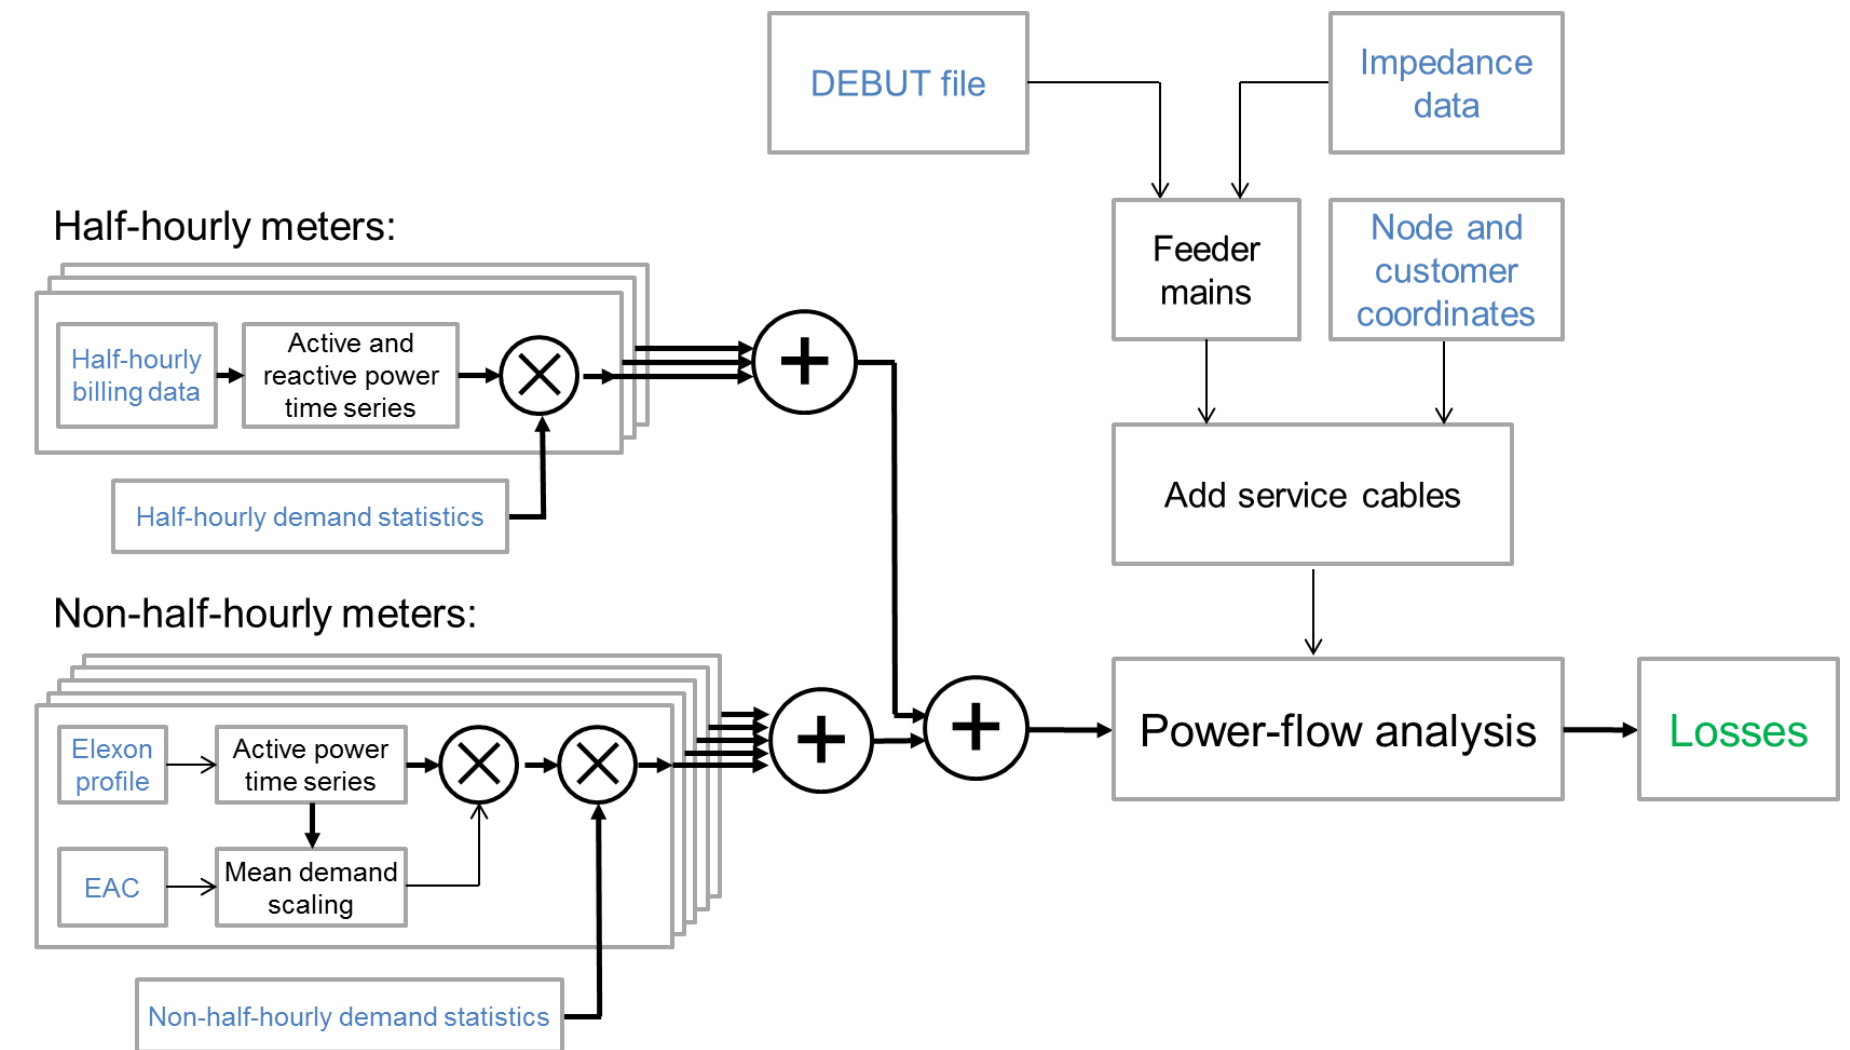 DEBUT file
Impedance
data
Half-hourly meters:
Feeder
mains
Node and
customer
coordinates
Half-hourly
billing data
Active and
reactive power
time series
Half-hourly demand statistics
Add service cables
Non-half-hourly meters:
Elexon
profile
Active power
time series
EAC
Mean demand
scaling
Power-flow analysis
Losses
Non-half-hourly demand statistics